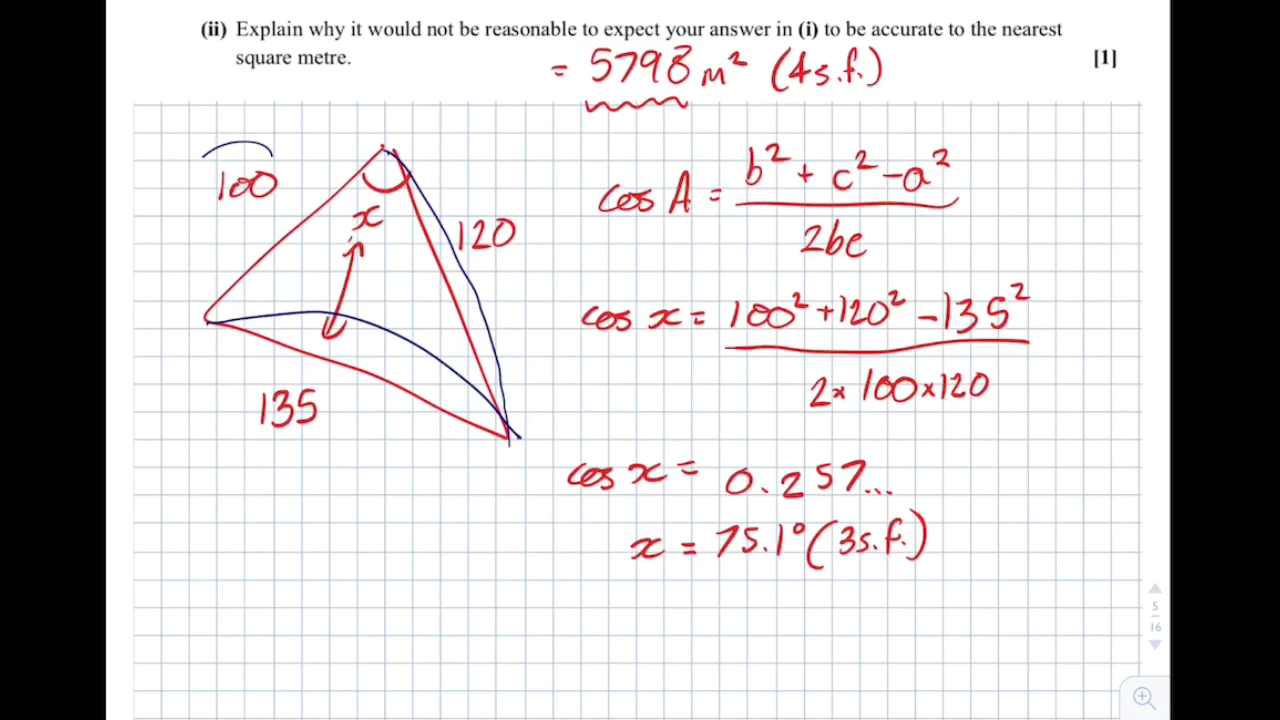 (ii) Explain why it would not be reasonable to expect your answer in (i) to be accurate to the nearest
square metre. [1]
= 5798 m² (4s.f.)
100
x
120
135
cos A = b² + c² - a² / 2bc
cos x = 100² + 120² - 135² / 2 × 100 × 120
cos x = 0.257...
x = 75.1° (3s.f.)
5
16